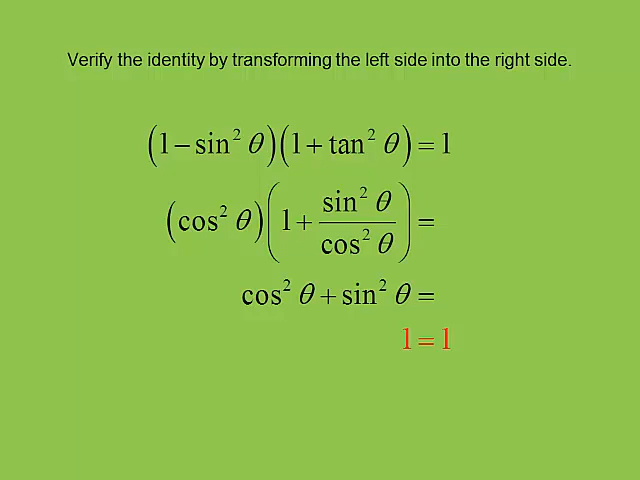 Verify the identity by transforming the left side into the right side.
(1 − sin² θ)(1 + tan² θ) = 1
(cos² θ)(1 + sin² θ / cos² θ) =
cos² θ + sin² θ =
1 = 1